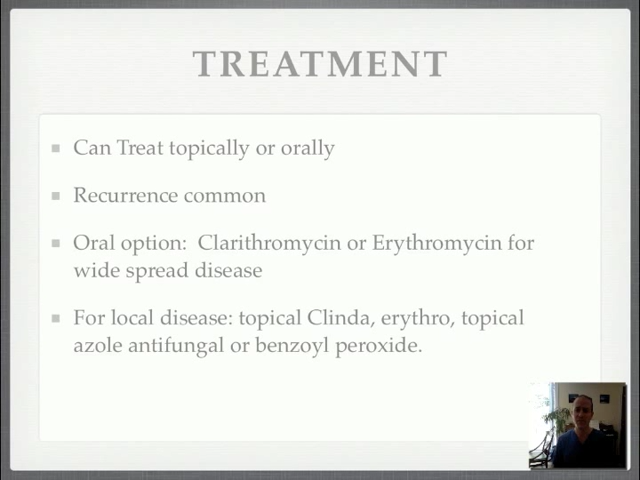 TREATMENT
Can Treat topically or orally
Recurrence common
Oral option:  Clarithromycin or Erythromycin for
wide spread disease
For local disease: topical Clinda, erythro, topical
azole antifungal or benzoyl peroxide.